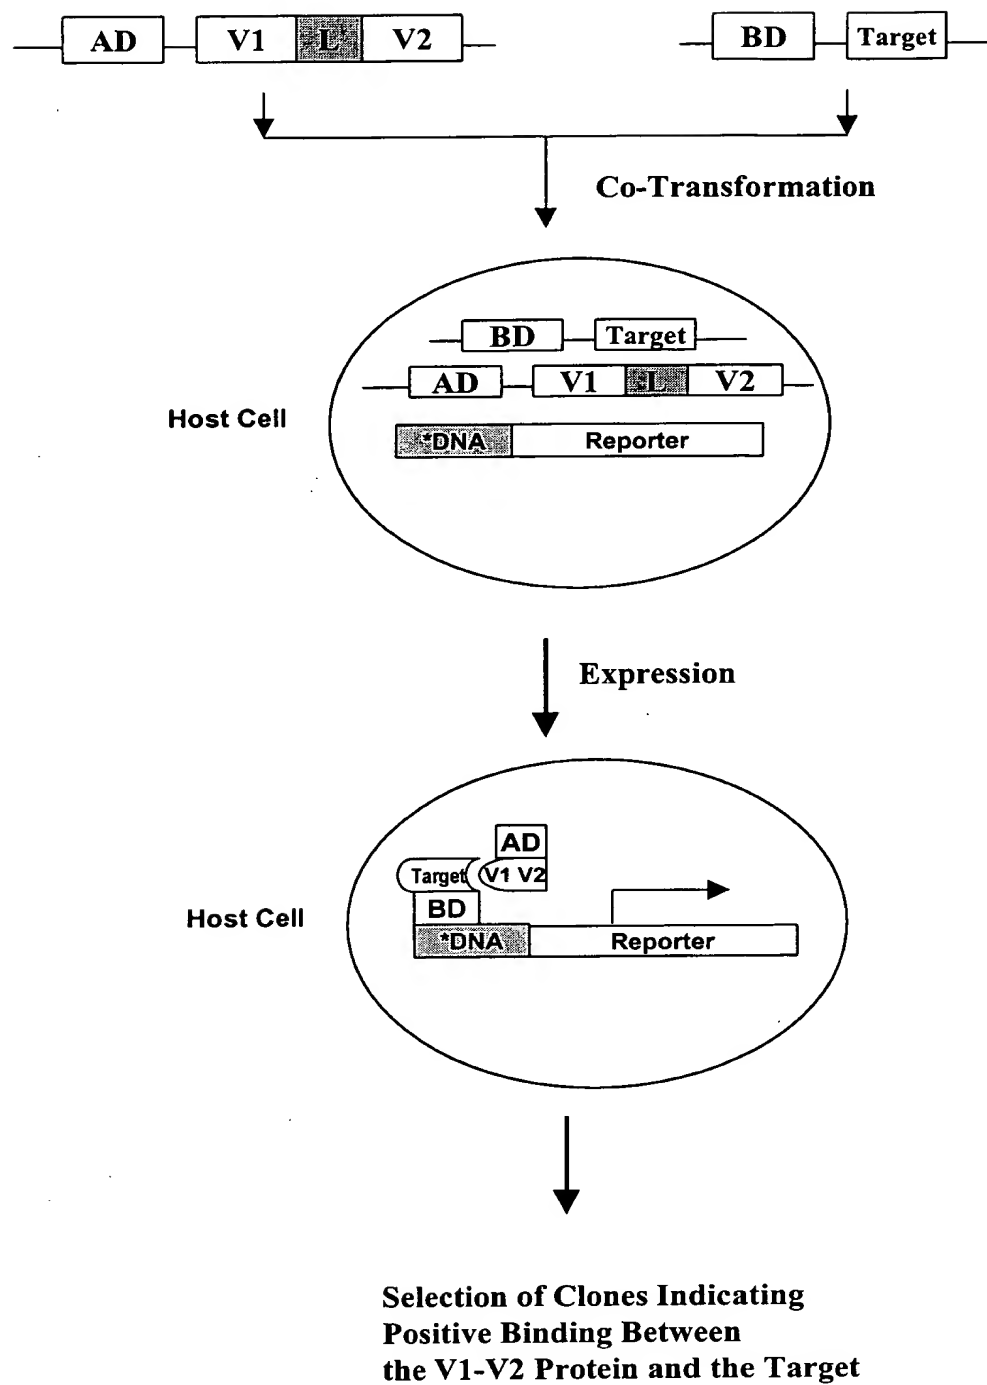 AD V1 L V2 BD Target
Co-Transformation
BD Target
AD V1 L V2
Host Cell
*DNA Reporter
Expression
AD
Target V1 V2
BD
Host Cell
*DNA Reporter
Selection of Clones Indicating
Positive Binding Between
the V1-V2 Protein and the Target